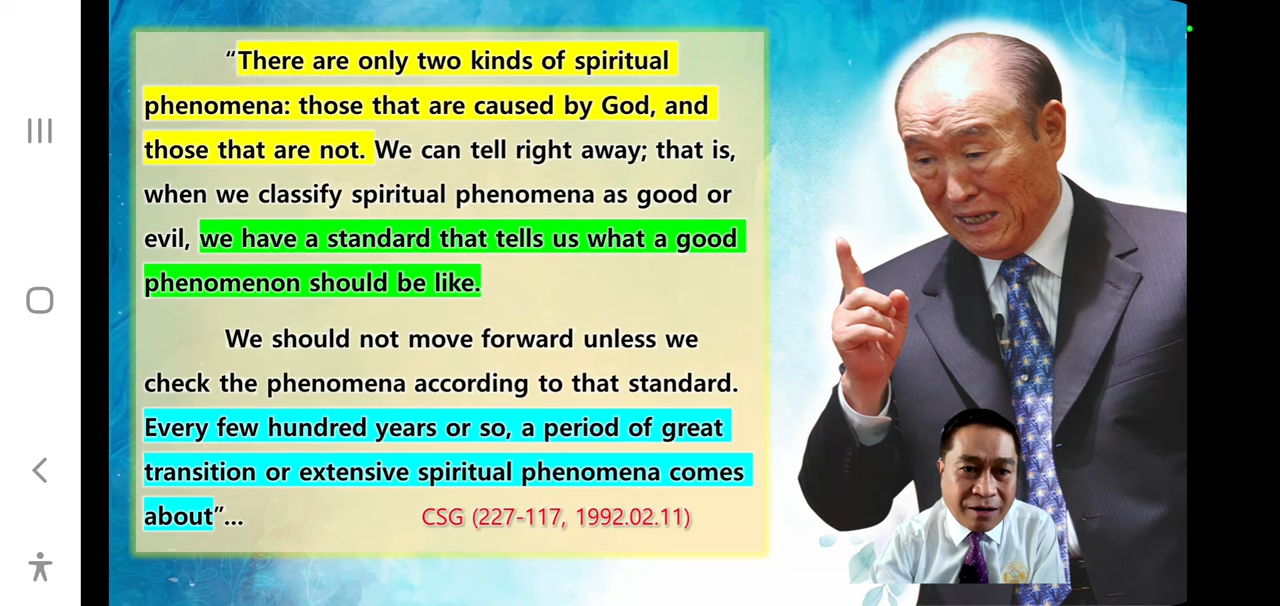 “There are only two kinds of spiritual
phenomena: those that are caused by God, and
those that are not. We can tell right away; that is,
when we classify spiritual phenomena as good or
evil, we have a standard that tells us what a good
phenomenon should be like.
We should not move forward unless we
check the phenomena according to that standard.
Every few hundred years or so, a period of great
transition or extensive spiritual phenomena comes
about”...
CSG (227-117, 1992.02.11)